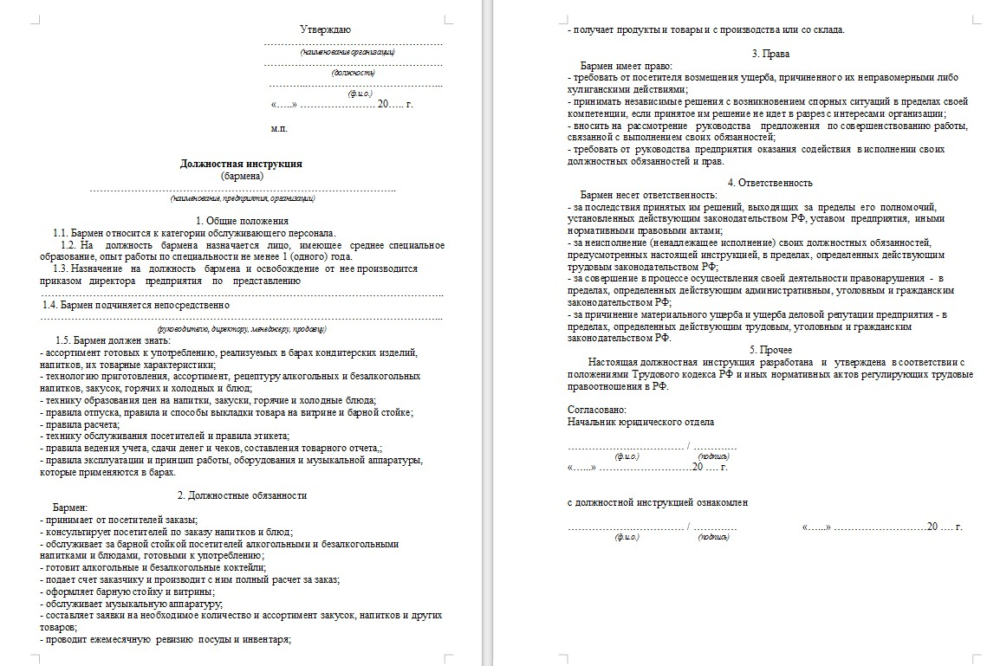 Утверждаю
……………………………………………
(наименование организации)
……………………………………………
(должность)
………...………………………………...
(ф.и.о.)
«…..» …………………. 20….. г.
м.п.
Должностная инструкция
(бармена)
…………………………………………………………………………….
(наименование, предприятия, организации)
1. Общие положения
1.1. Бармен относится к категории обслуживающего персонала.
1.2. На должность бармена назначается лицо, имеющее среднее специальное
образование, опыт работы по специальности не менее 1 (одного) года.
1.3. Назначение на должность бармена и освобождение от нее производится
приказом директора предприятия по представлению
……………………………………………………………………………………………………..
1.4. Бармен подчиняется непосредственно
……………………………………………………………………………………………………..
(руководителю, директору, менеджеру, продавцу)
1.5. Бармен должен знать:
- ассортимент готовых к употреблению, реализуемых в барах кондитерских изделий,
напитков, их товарные характеристики;
- технологию приготовления, ассортимент, рецептуру алкогольных и безалкогольных
напитков, закусок, горячих и холодных и блюд;
- технику образования цен на напитки, закуски, горячие и холодные блюда;
- правила отпуска, правила и способы выкладки товара на витрине и барной стойке;
- правила расчета;
- технику обслуживания посетителей и правила этикета;
- правила ведения учета, сдачи денег и чеков, составления товарного отчета,;
- правила эксплуатации и принцип работы, оборудования и музыкальной аппаратуры,
которые применяются в барах.
2. Должностные обязанности
Бармен:
- принимает от посетителей заказы;
- консультирует посетителей по заказу напитков и блюд;
- обслуживает за барной стойкой посетителей алкогольными и безалкогольными
напитками и блюдами, готовыми к употреблению;
- готовит алкогольные и безалкогольные коктейли;
- подает счет заказчику и производит с ним полный расчет за заказ;
- оформляет барную стойку и витрины;
- обслуживает музыкальную аппаратуру;
- составляет заявки на необходимое количество и ассортимент закусок, напитков и других
товаров;
- проводит ежемесячную ревизию посуды и инвентаря;
- получает продукты и товары и с производства или со склада.
3. Права
Бармен имеет право:
- требовать от посетителя возмещения ущерба, причиненного их неправомерными либо
хулиганскими действиями;
- принимать независимые решения с возникновением спорных ситуаций в пределах своей
компетенции, если принятое им решение не идет в разрез с интересами организации;
- вносить на рассмотрение руководства предложения по совершенствованию работы,
связанной с выполнением своих обязанностей;
- требовать от руководства предприятия оказания содействия в исполнении своих
должностных обязанностей и прав.
4. Ответственность
Бармен несет ответственность:
- за последствия принятых им решений, выходящих за пределы его полномочий,
установленных действующим законодательством РФ, уставом предприятия, иными
нормативными правовыми актами;
- за неисполнение (ненадлежащее исполнение) своих должностных обязанностей,
предусмотренных настоящей инструкцией, в пределах, определенных действующим
трудовым законодательством РФ;
- за совершение в процессе осуществления своей деятельности правонарушения - в
пределах, определенных действующим административным, уголовным и гражданским
законодательством РФ;
- за причинение материального ущерба и ущерба деловой репутации предприятия - в
пределах, определенных действующим трудовым, уголовным и гражданским
законодательством РФ.
5. Прочее
Настоящая должностная инструкция разработана и утверждена в соответствии с
положениями Трудового кодекса РФ и иных нормативных актов регулирующих трудовые
правоотношения в РФ.
Согласовано:
Начальник юридического отдела
……………………………. / …………
(ф.и.о.) (подпись)
«…...» ………………………20 …. г.
с должностной инструкцией ознакомлен
……………………………. / ………… «…...» ………………………20 …. г.
(ф.и.о.) (подпись)